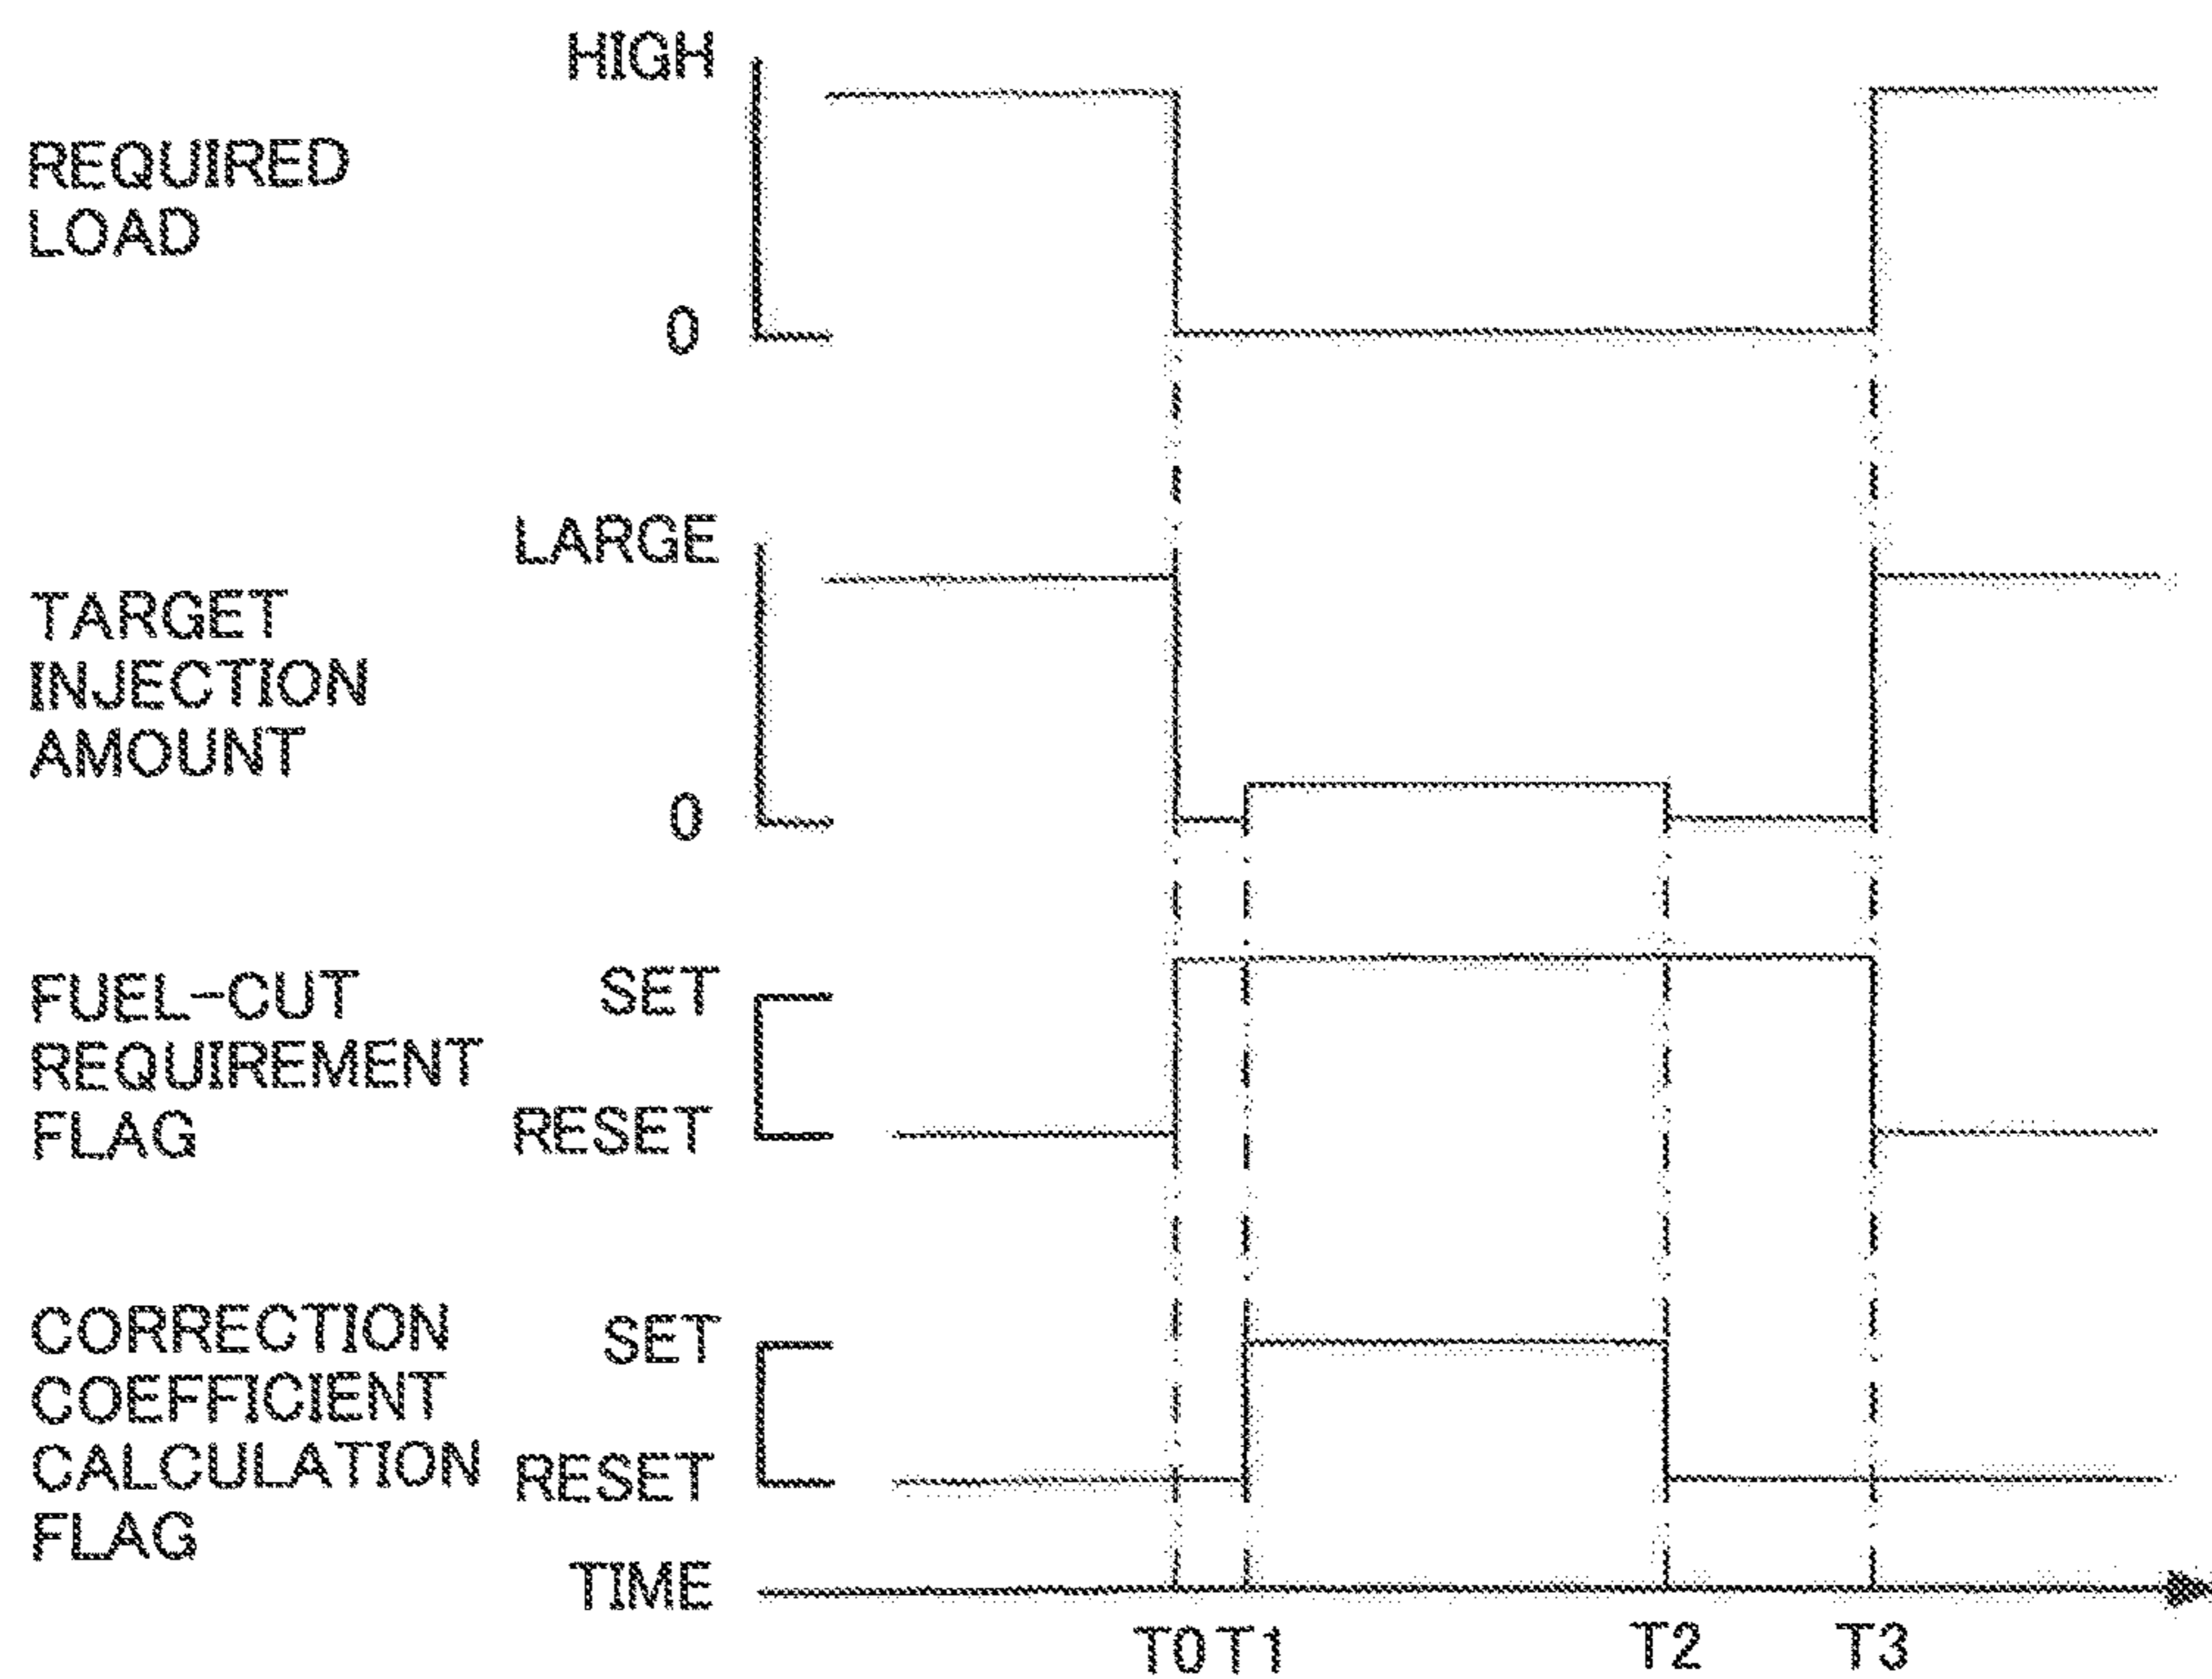 HIGH
REQUIRED
LOAD
0
LARGE
TARGET
INJECTION
AMOUNT
0
FUEL-CUT
REQUIREMENT
FLAG
SET
RESET
CORRECTION
COEFFICIENT
CALCULATION
FLAG
SET
RESET
TIME
T0 T1 T2 T3